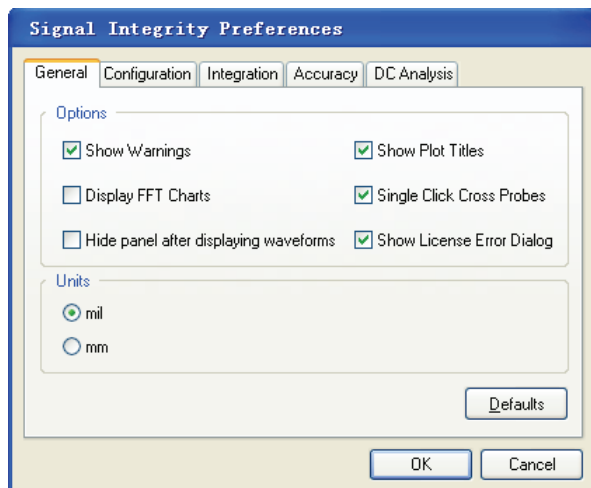 Signal Integrity Preferences
General Configuration Integration Accuracy DC Analysis
Options
Show Warnings Show Plot Titles
Display FFT Charts Single Click Cross Probes
Hide panel after displaying waveforms Show License Error Dialog
Units
mil
mm
Defaults
OK Cancel